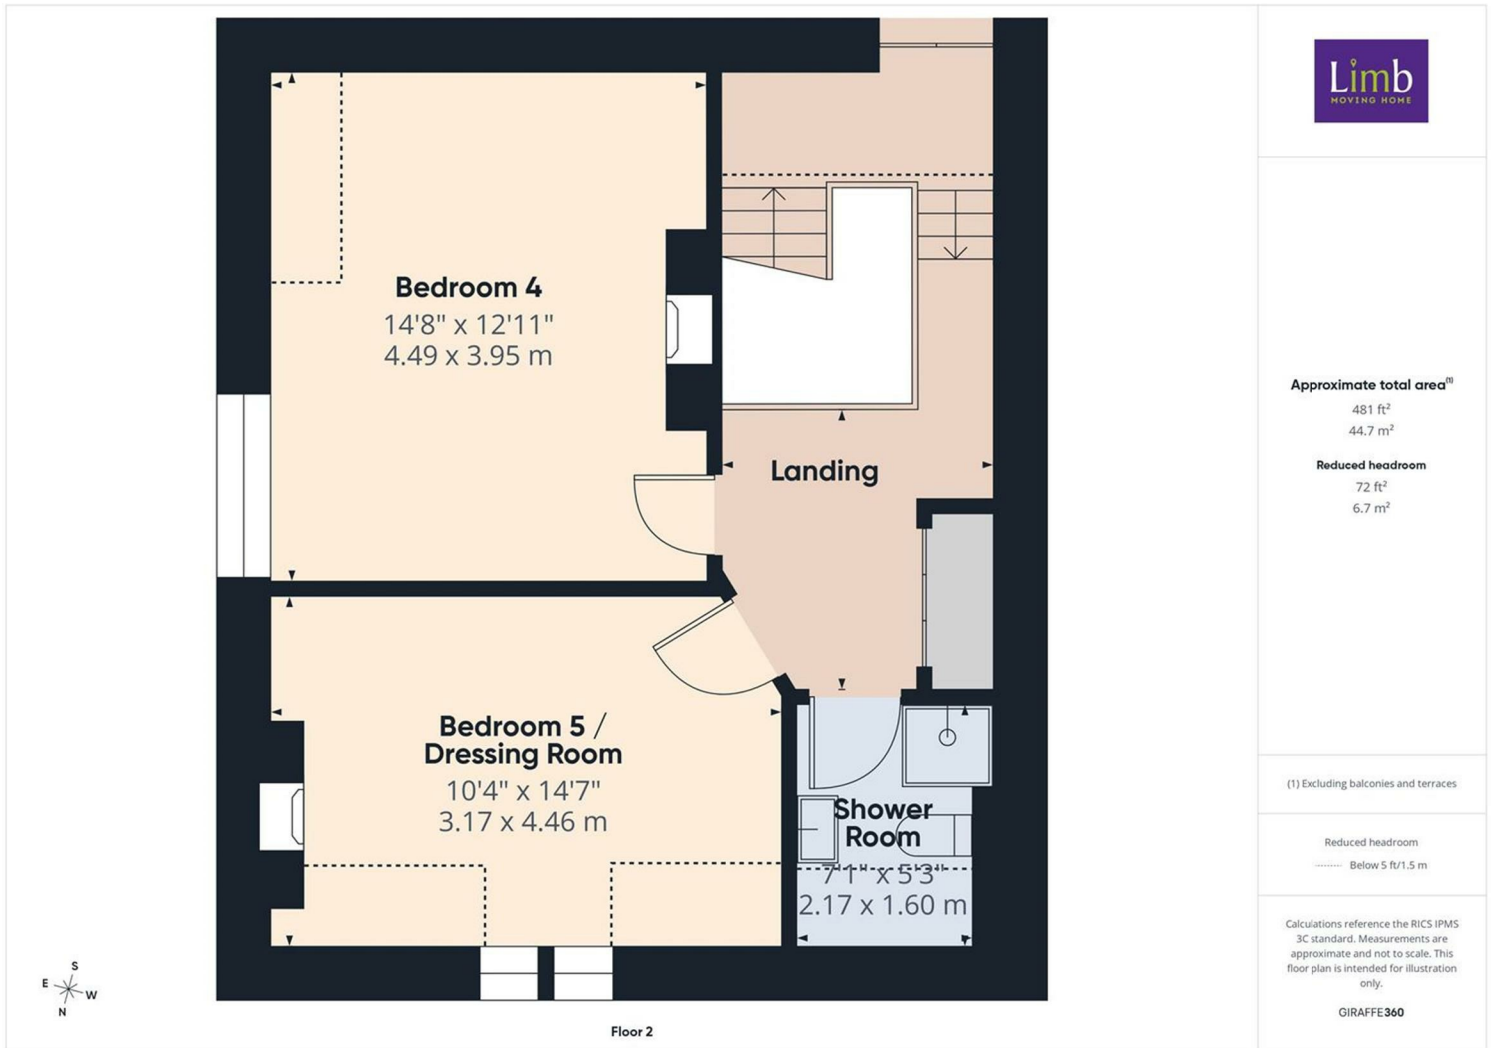 Bedroom 4
14'8" x 12'11"
4.49 x 3.95 m
Landing
Bedroom 5 /
Dressing Room
10'4" x 14'7"
3.17 x 4.46 m
Shower
Room
7'1" x 5'3"
2.17 x 1.60 m
S
E
W
N
Floor 2
Limb
MOVING HOME
Approximate total area(1)
481 ft²
44.7 m²
Reduced headroom
72 ft²
6.7 m²
(1) Excluding balconies and terraces
Reduced headroom
Below 5 ft/1.5 m
Calculations reference the RICS IPMS
3C standard. Measurements are
approximate and not to scale. This
floor plan is intended for illustration
only.
GIRAFFE360